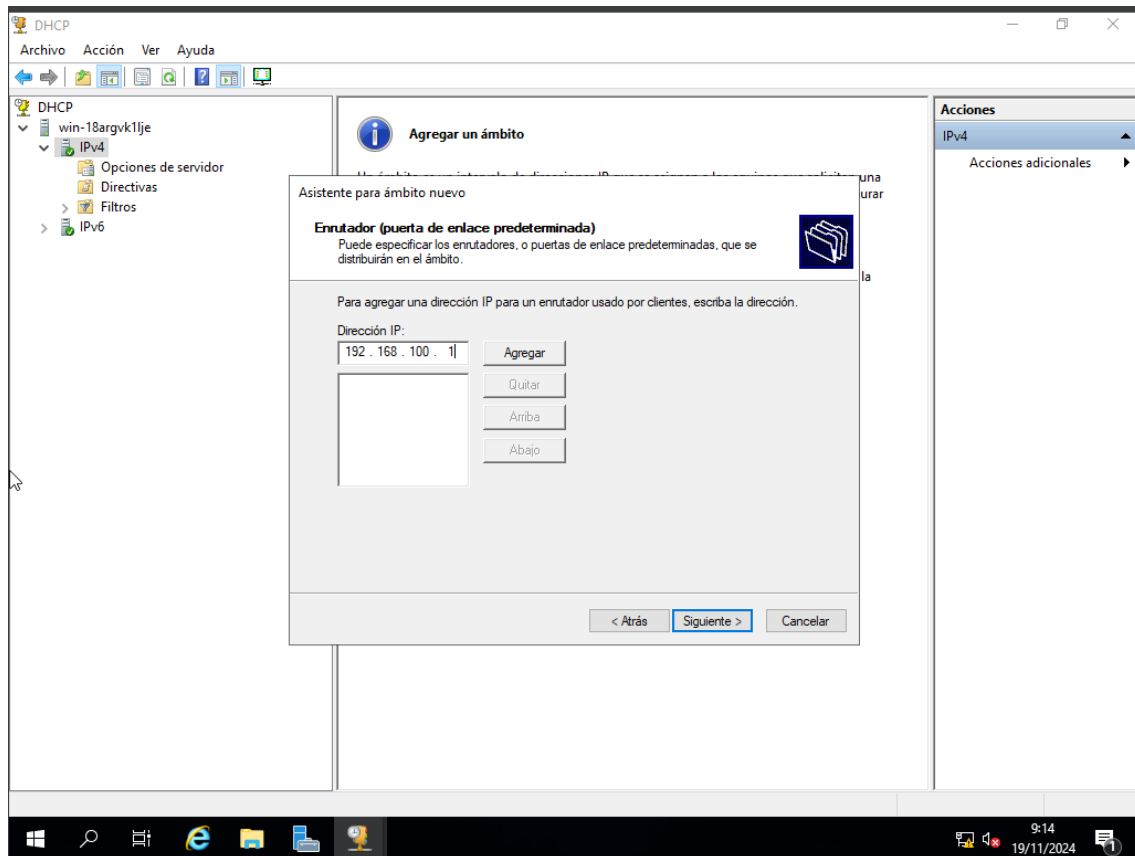 DHCP
Archivo Acción Ver Ayuda
DHCP
win-18argvk1lje
IPv4
Opciones de servidor
Directivas
Filtros
IPv6
Agregar un ámbito
una
urar
la
Asistente para ámbito nuevo
Enrutador (puerta de enlace predeterminada)
Puede especificar los enrutadores, o puertas de enlace predeterminadas, que se
distribuirán en el ámbito.
Para agregar una dirección IP para un enrutador usado por clientes, escriba la dirección.
Dirección IP:
192 . 168 . 100 . 1
Agregar
Quitar
Arriba
Abajo
< Atrás Siguiente > Cancelar
Acciones
IPv4
Acciones adicionales
9:14
19/11/2024
1